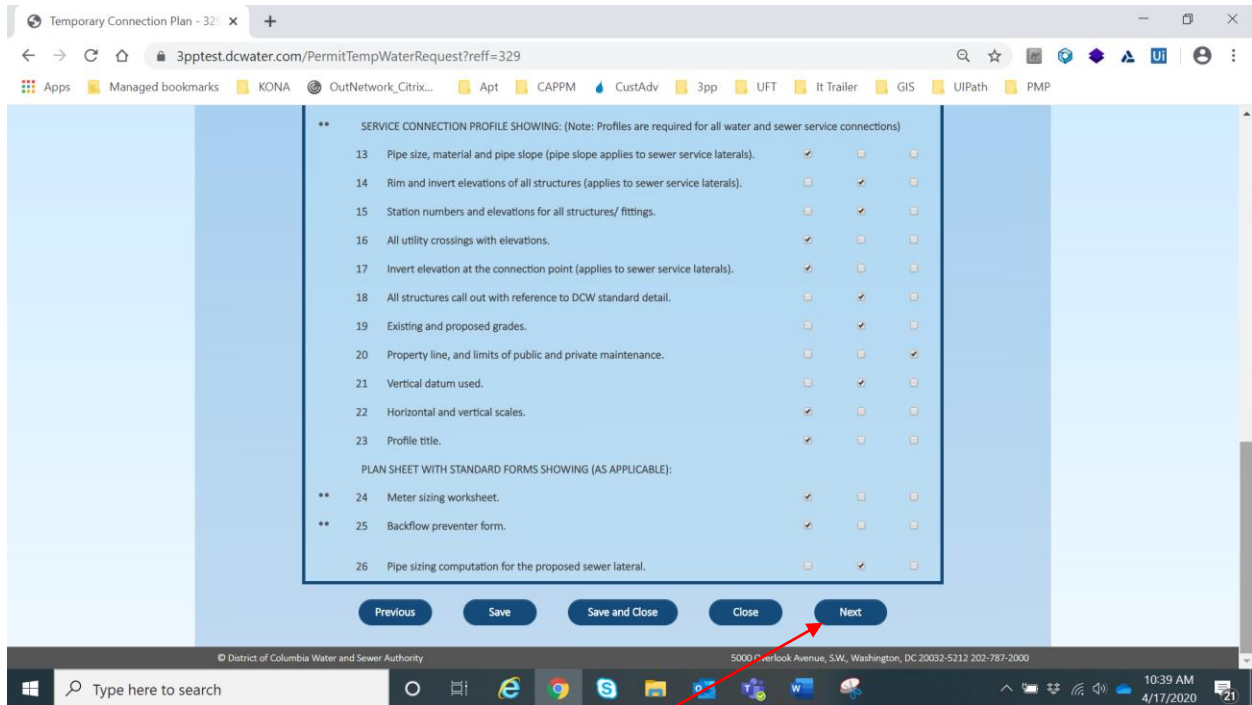 Temporary Connection Plan - 329
3pptest.dcwater.com/PermitTempWaterRequest?reff=329
Apps Managed bookmarks KONA OutNetwork_Citrix... Apt CAPPM CustAdv 3pp UFT It Trailer GIS UIPath PMP
** SERVICE CONNECTION PROFILE SHOWING: (Note: Profiles are required for all water and sewer service connections)
13 Pipe size, material and pipe slope (pipe slope applies to sewer service laterals).
14 Rim and invert elevations of all structures (applies to sewer service laterals).
15 Station numbers and elevations for all structures/ fittings.
16 All utility crossings with elevations.
17 Invert elevation at the connection point (applies to sewer service laterals).
18 All structures call out with reference to DCW standard detail.
19 Existing and proposed grades.
20 Property line, and limits of public and private maintenance.
21 Vertical datum used.
22 Horizontal and vertical scales.
23 Profile title.
PLAN SHEET WITH STANDARD FORMS SHOWING (AS APPLICABLE):
** 24 Meter sizing worksheet.
** 25 Backflow preventer form.
26 Pipe sizing computation for the proposed sewer lateral.
Previous Save Save and Close Close Next
© District of Columbia Water and Sewer Authority 5000 Overlook Avenue, S.W., Washington, DC 20032-5212 202-787-2000
Type here to search
10:39 AM
4/17/2020
21